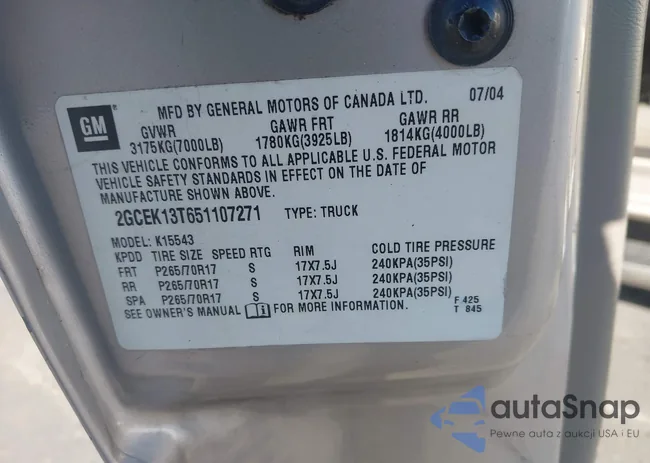 MFD BY GENERAL MOTORS OF CANADA LTD. 07/04
GM
GVWR GAWR FRT GAWR RR
3175KG(7000LB) 1780KG(3925LB) 1814KG(4000LB)
THIS VEHICLE CONFORMS TO ALL APPLICABLE U.S. FEDERAL MOTOR
VEHICLE SAFETY STANDARDS IN EFFECT ON THE DATE OF
MANUFACTURE SHOWN ABOVE.
2GCEK13T651107271 TYPE: TRUCK
MODEL: K15543
KPDD TIRE SIZE SPEED RTG RIM COLD TIRE PRESSURE
FRT P265/70R17 S 17X7.5J 240KPA(35PSI)
RR P265/70R17 S 17X7.5J 240KPA(35PSI)
SPA P265/70R17 S 17X7.5J 240KPA(35PSI)
SEE OWNER'S MANUAL FOR MORE INFORMATION. F 425
T 845
autaSnap
Pewne auta z aukcji USA i EU